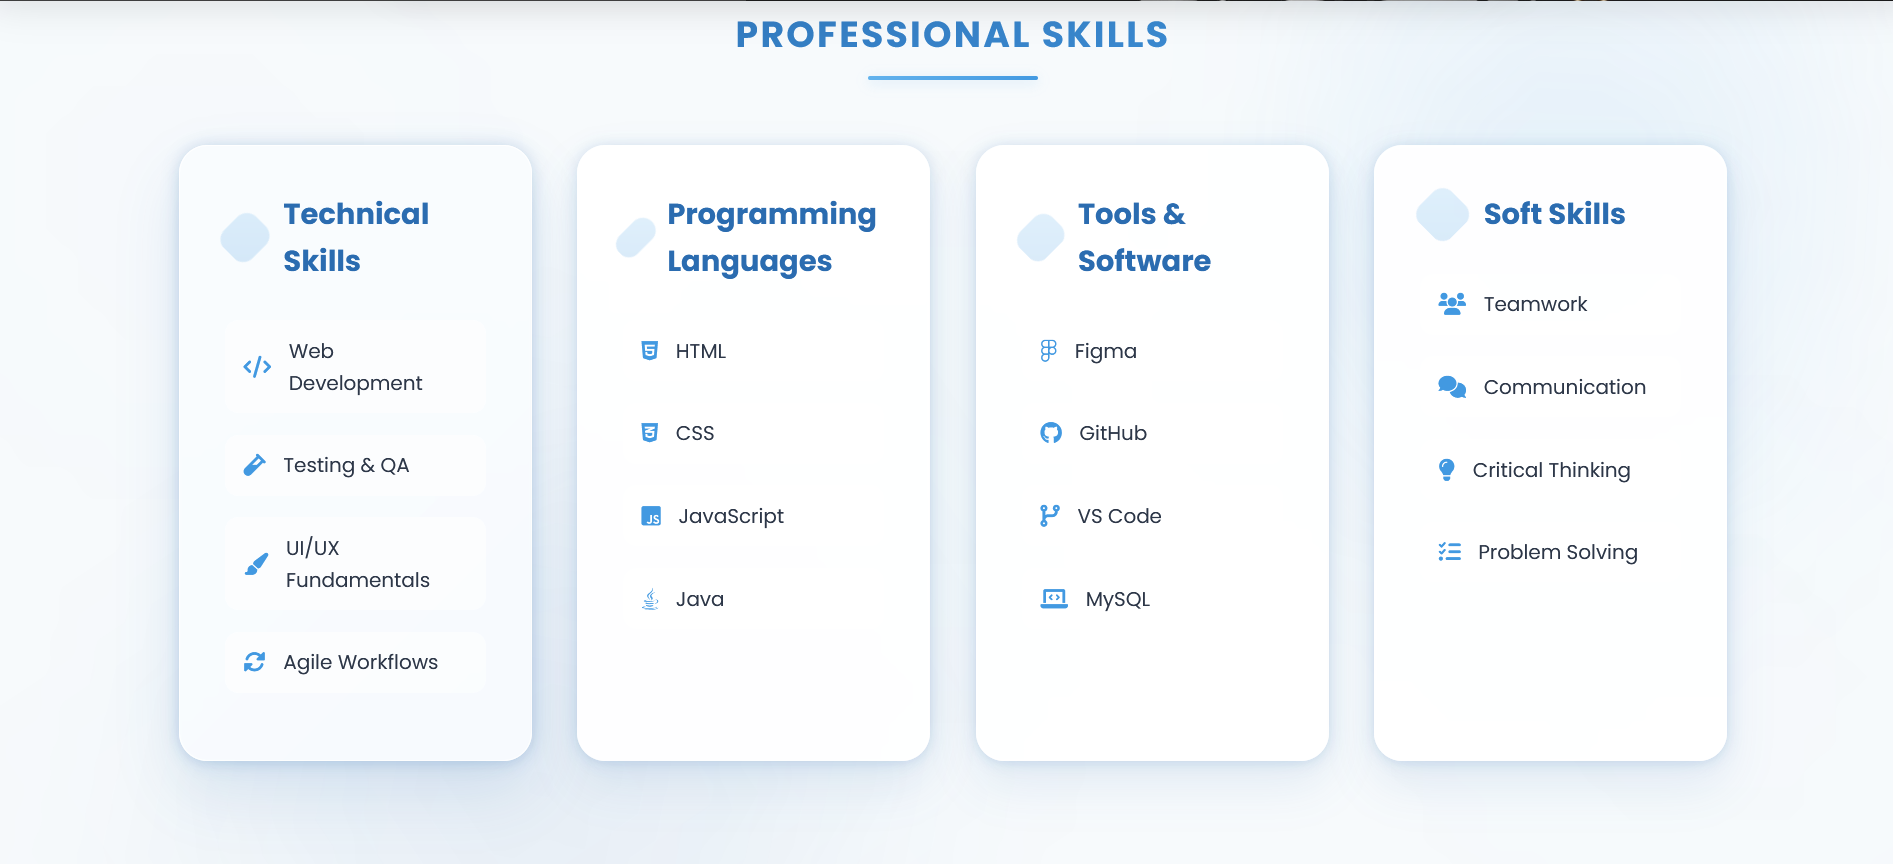 PROFESSIONAL SKILLS
Technical
Skills
Web
Development
Testing & QA
UI/UX
Fundamentals
Agile Workflows
Programming
Languages
HTML
CSS
JS
JavaScript
Java
Tools &
Software
Figma
GitHub
VS Code
MySQL
Soft Skills
Teamwork
Communication
Critical Thinking
Problem Solving